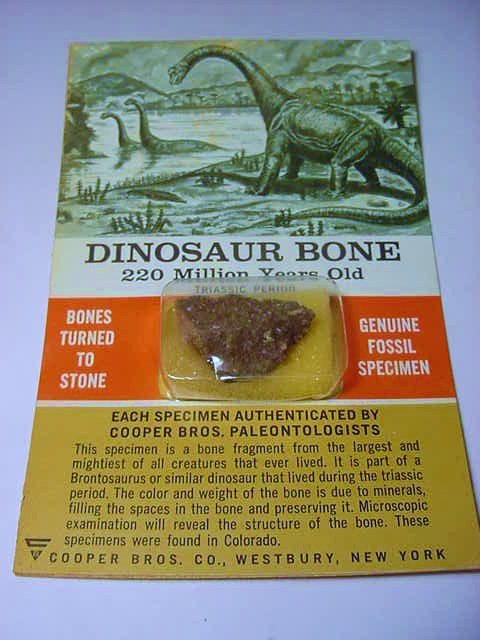 DINOSAUR BONE
220 Million Years Old
TRIASSIC PERIOD
BONES
TURNED
TO
STONE
GENUINE
FOSSIL
SPECIMEN
EACH SPECIMEN AUTHENTICATED BY
COOPER BROS. PALEONTOLOGISTS
This specimen is a bone fragment from the largest and
mightiest of all creatures that ever lived. It is part of a
Brontosaurus or similar dinosaur that lived during the triassic
period. The color and weight of the bone is due to minerals,
filling the spaces in the bone and preserving it. Microscopic
examination will reveal the structure of the bone. These
specimens were found in Colorado.
COOPER BROS. CO., WESTBURY, NEW YORK